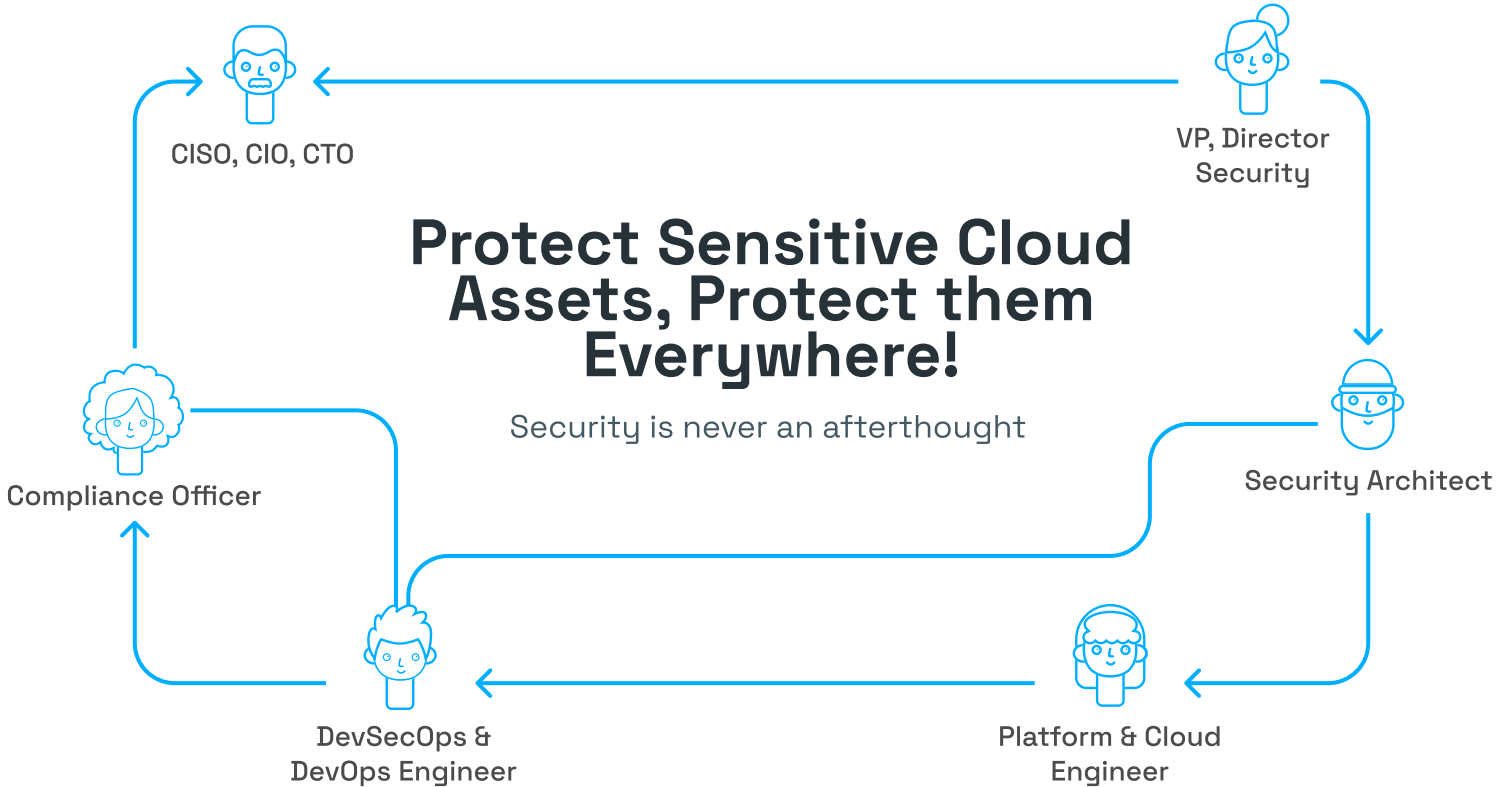 CISO, CIO, CTO
VP, Director
Security
Protect Sensitive Cloud
Assets, Protect them
Everywhere!
Security is never an afterthought
Compliance Officer
Security Architect
DevSecOps &
DevOps Engineer
Platform & Cloud
Engineer